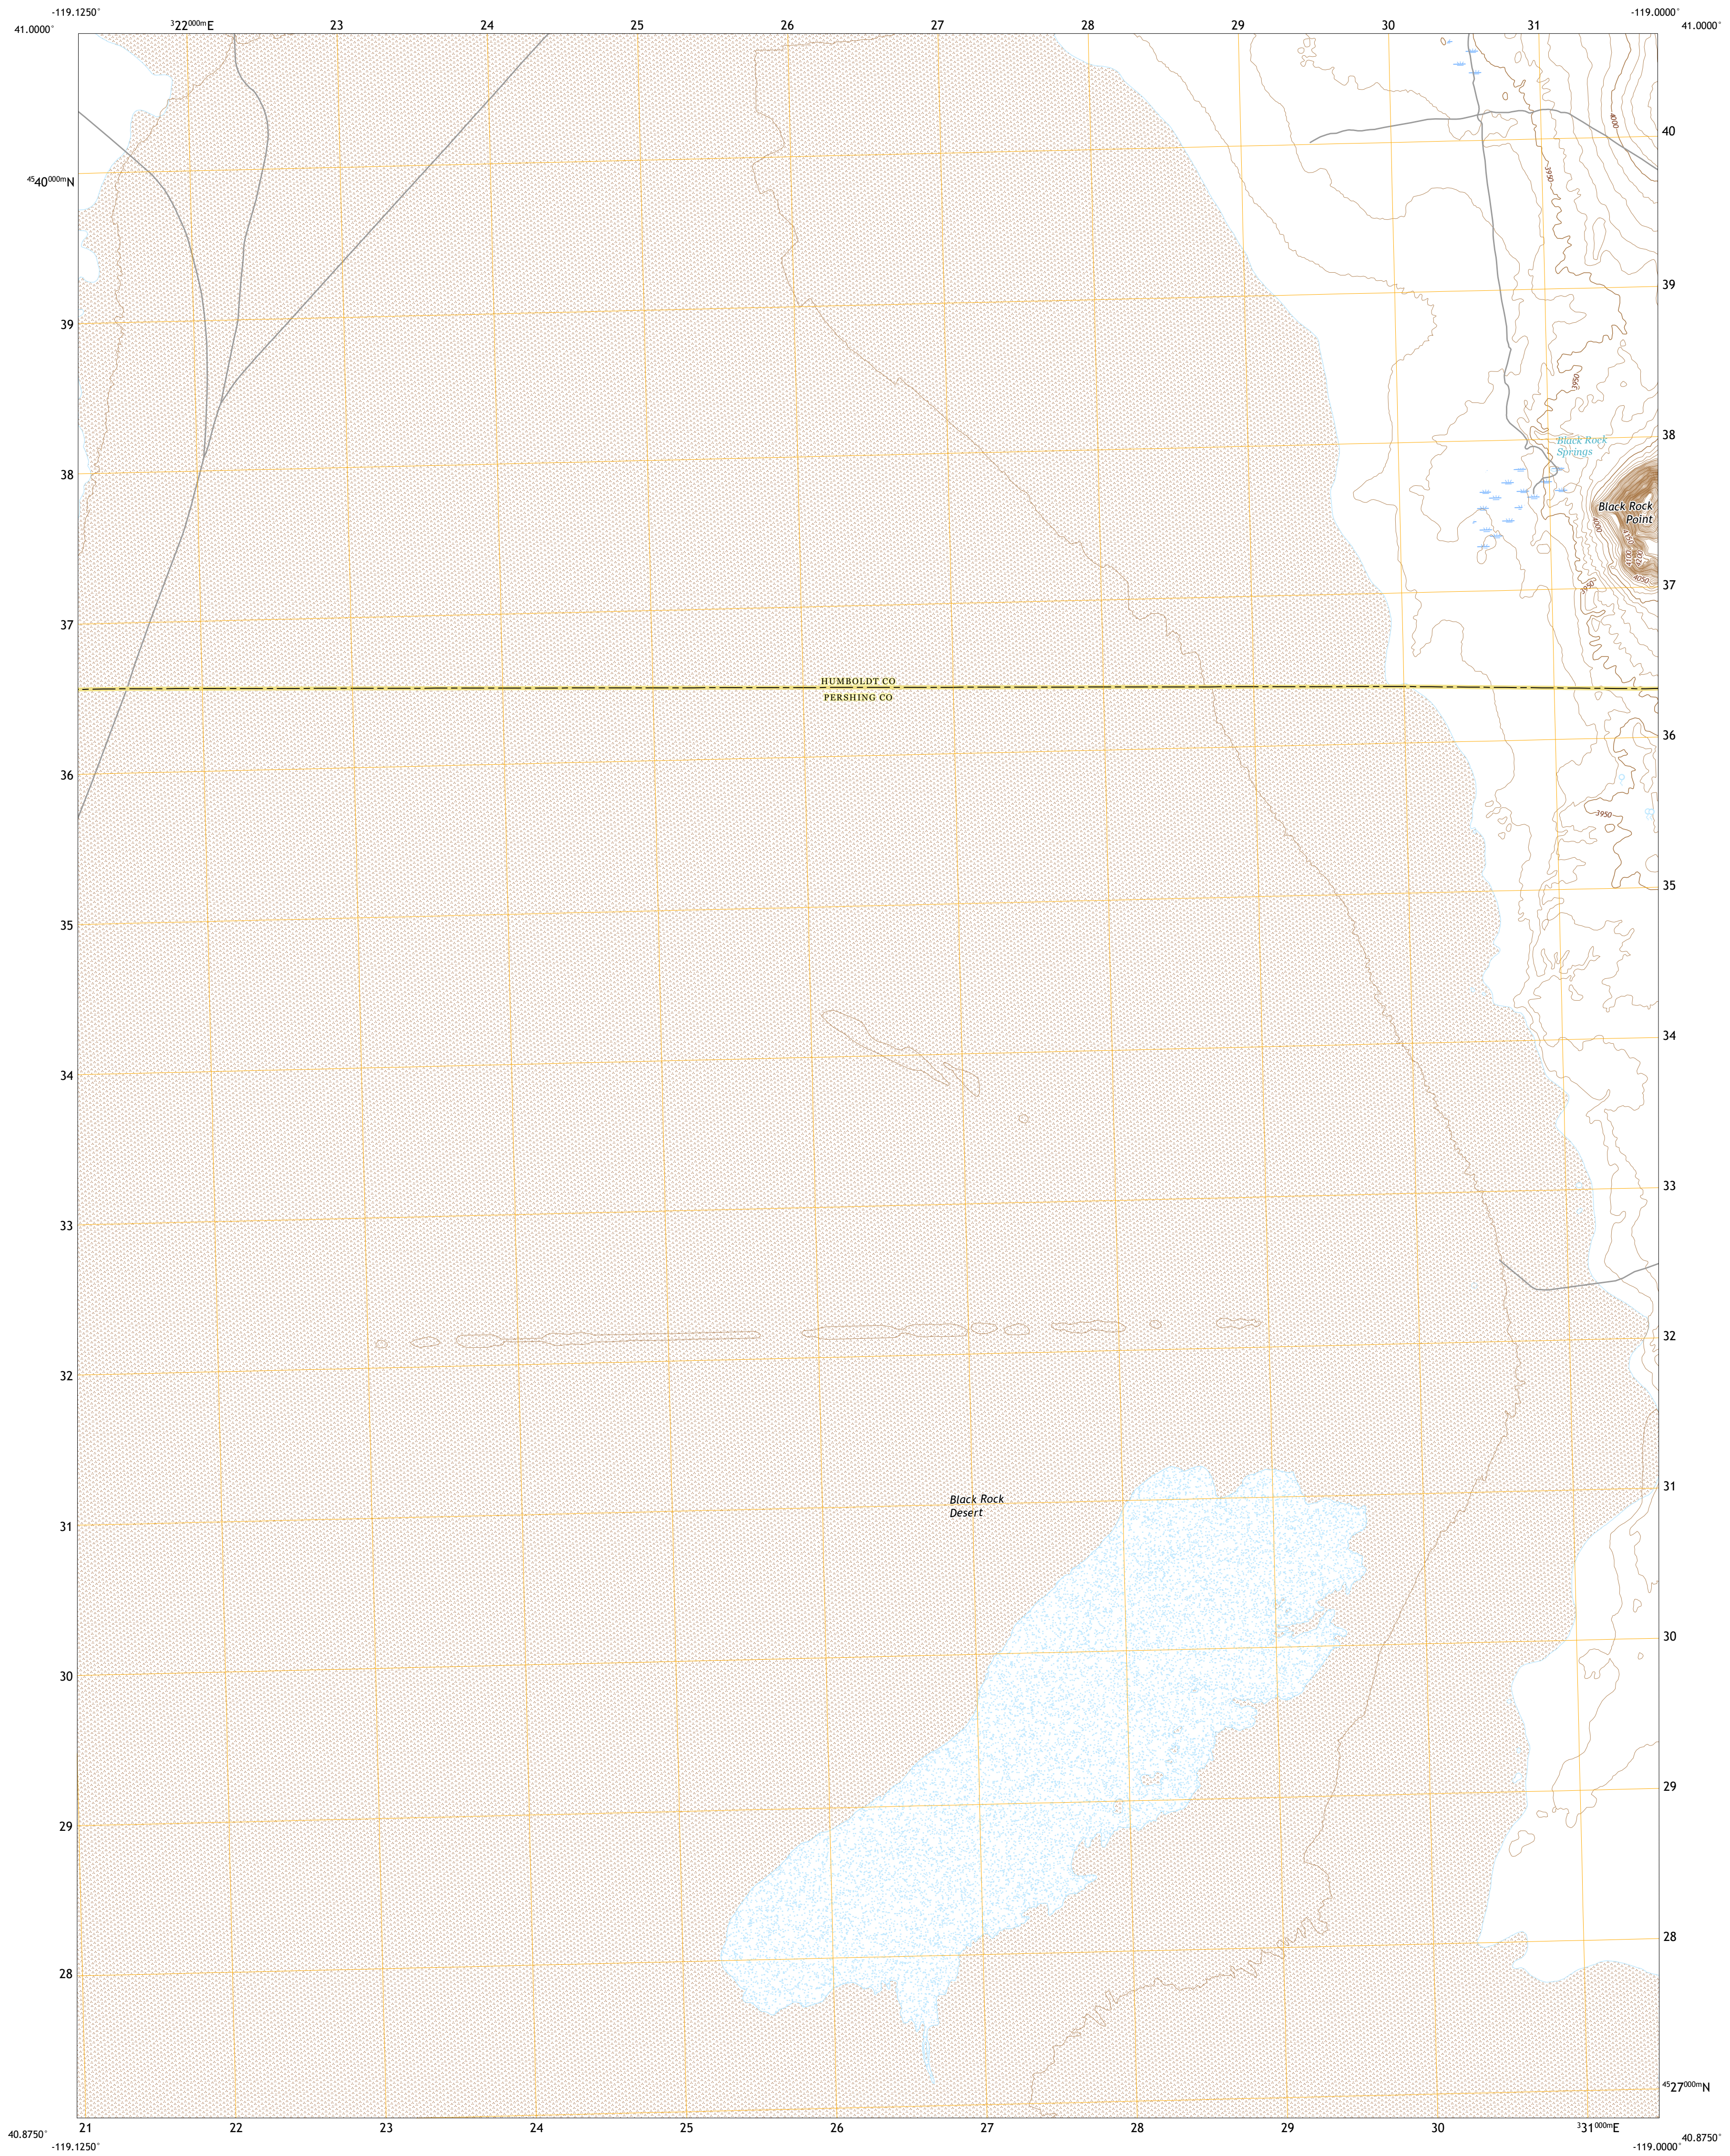 -119.1250° -119.0000°
41.0000° ³22⁰⁰⁰ᵐE 23 24 25 26 27 28 29 30 31 41.0000°
4000
40
3950
⁴⁵40⁰⁰⁰ᵐN
39
39
3950
38
Black Rock
Springs
38
Black Rock
Point
4000
37
3950
4050
37
HUMBOLDT CO
PERSHING CO
36
36
3950
35
35
34
34
33
33
32
32
31
Black Rock
Desert
31
30
30
29
29
28
28
⁴⁵27⁰⁰⁰ᵐN
21 22 23 24 25 26 27 28 29 30 ³31⁰⁰⁰ᵐE
40.8750° 40.8750°
-119.1250° -119.0000°